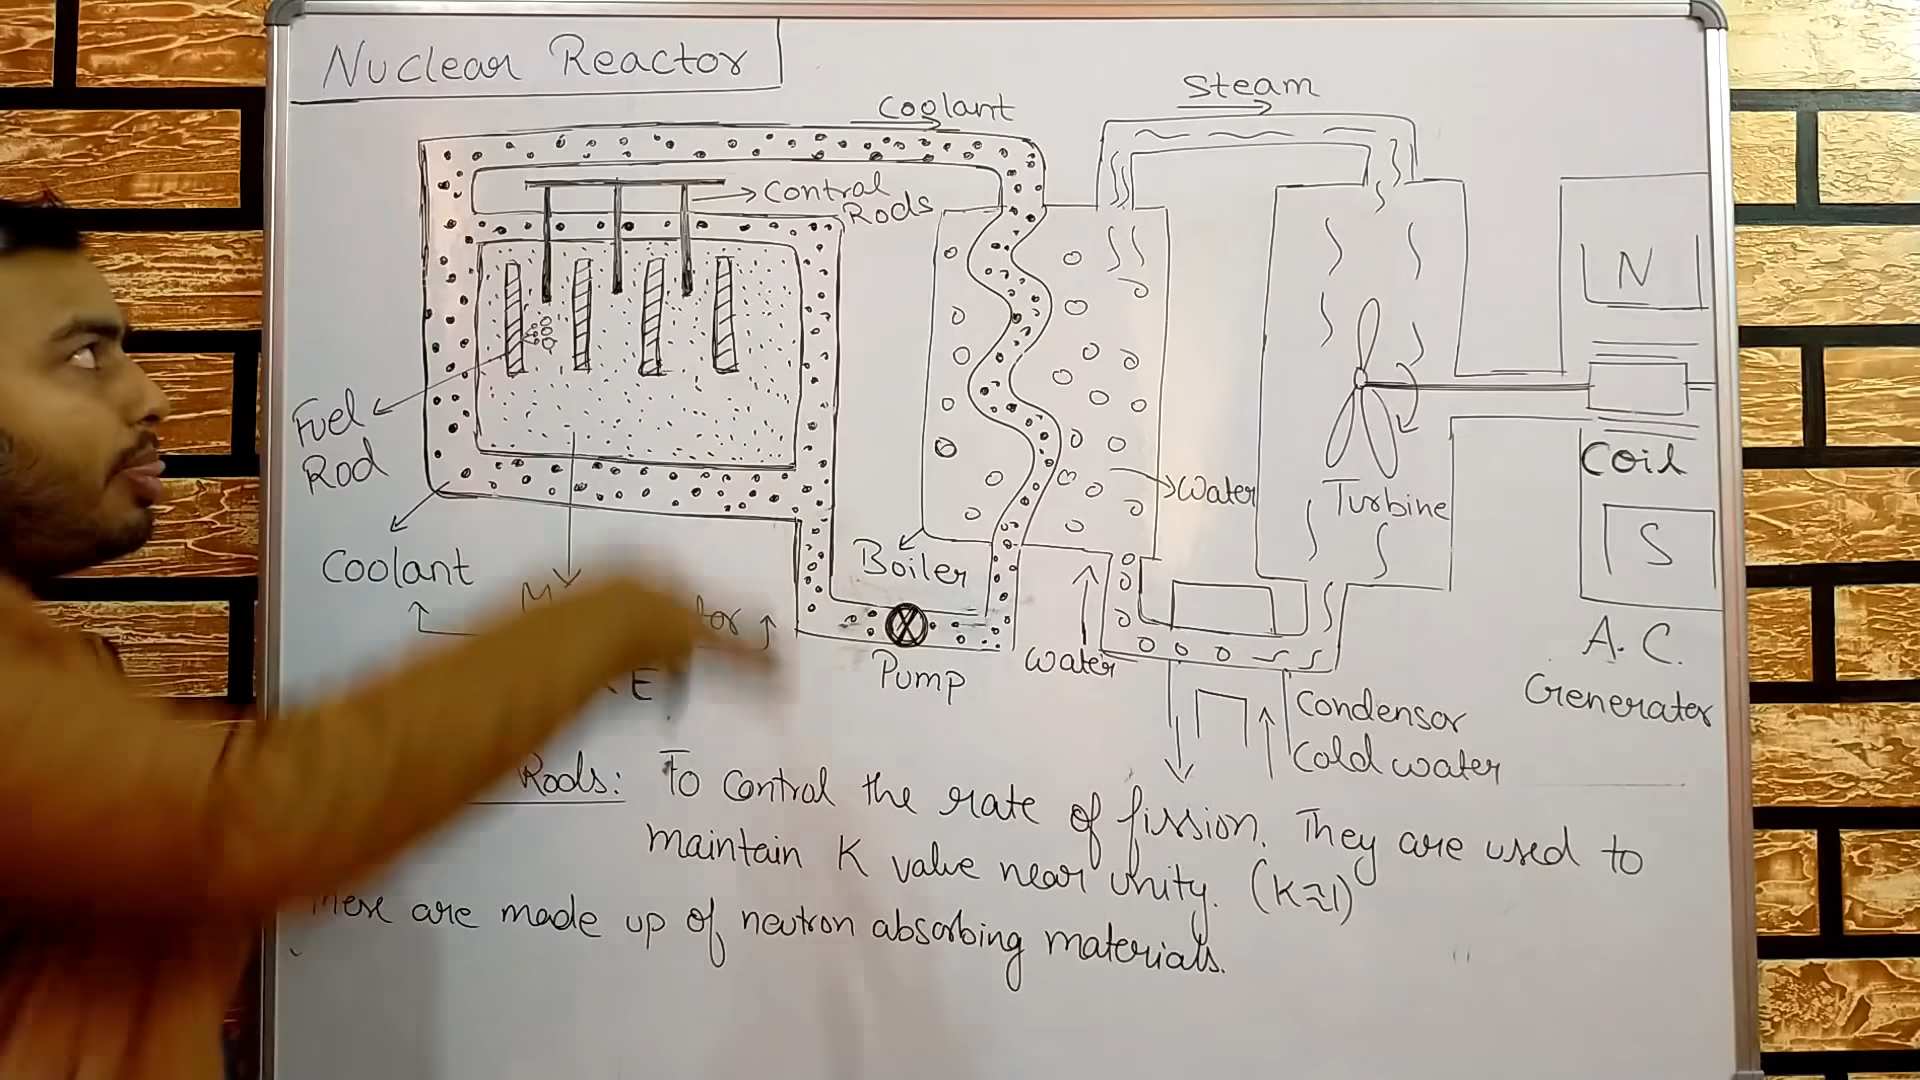 Nuclear Reactor
Coolant
Steam
Control
Rods
Fuel
Rod
Coolant
Boiler
Pump
Water
Water
Turbine
N
Coil
S
A.C.
Generator
Condensor
Cold water
Rods: To control the rate of fission. They are used to
maintain K value near unity. (K≈1)
These are made up of neutron absorbing materials.